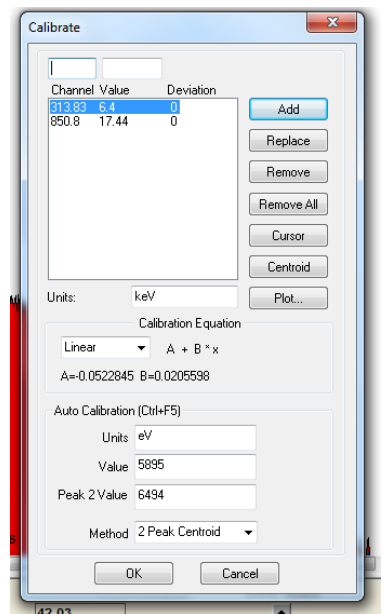 Calibrate
Channel Value Deviation
313.83 6.4 0
850.8 17.44 0
Add
Replace
Remove
Remove All
Cursor
Centroid
Units: keV Plot...
Calibration Equation
Linear A + B * x
A=-0.0522845 B=0.0205598
Auto Calibration (Ctrl+F5)
Units eV
Value 5895
Peak 2 Value 6494
Method 2 Peak Centroid
OK Cancel
42.03